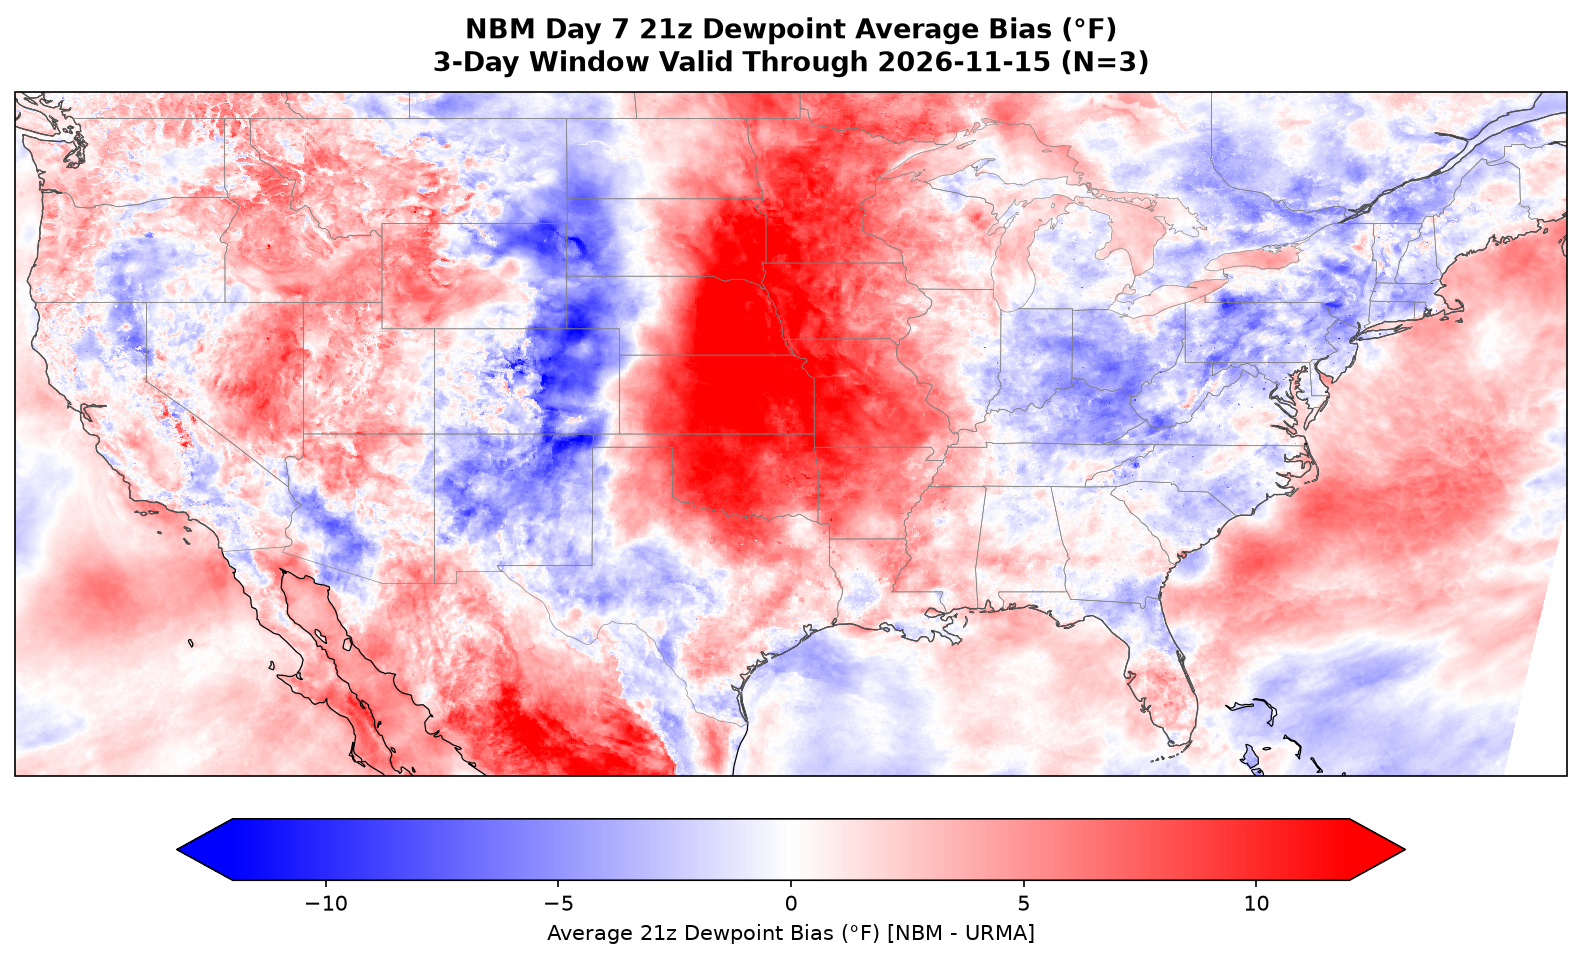 NBM Day 7 21z Dewpoint Average Bias (°F)
3-Day Window Valid Through 2026-11-15 (N=3)
−10 −5 0 5 10
Average 21z Dewpoint Bias (°F) [NBM - URMA]